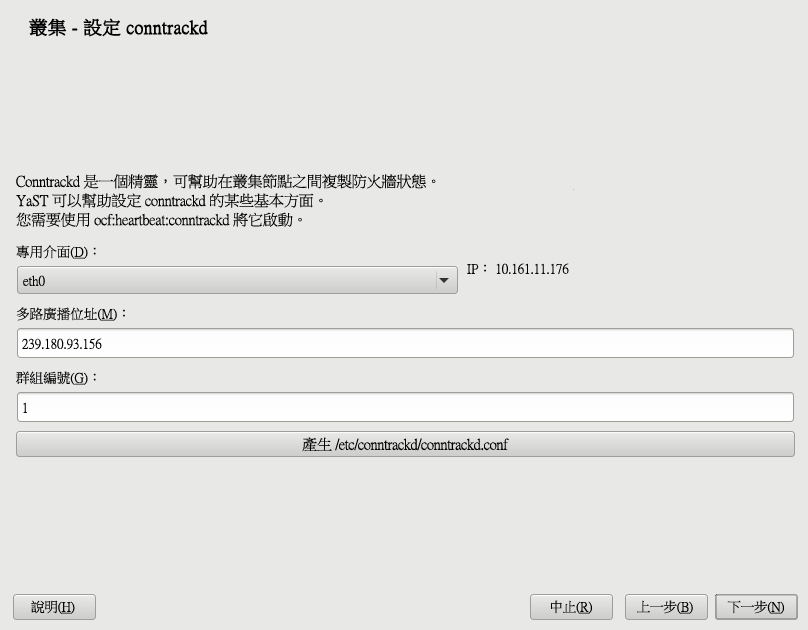 叢集 - 設定 conntrackd
Conntrackd 是一個精靈，可幫助在叢集節點之間複製防火牆狀態。
YaST 可以幫助設定 conntrackd 的某些基本方面。
您需要使用 ocf:heartbeat:conntrackd 將它啟動。
專用介面(D)：
eth0
IP： 10.161.11.176
多路廣播位址(M)：
239.180.93.156
群組編號(G)：
1
產生 /etc/conntrackd/conntrackd.conf
說明(H)
中止(R)
上一步(B)
下一步(N)